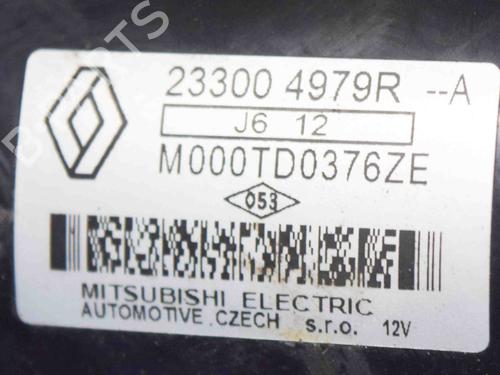 23300 4979R --A
J6 12
M000TD0376ZE
053
MITSUBISHI ELECTRIC
AUTOMOTIVE CZECH s.r.o. 12V